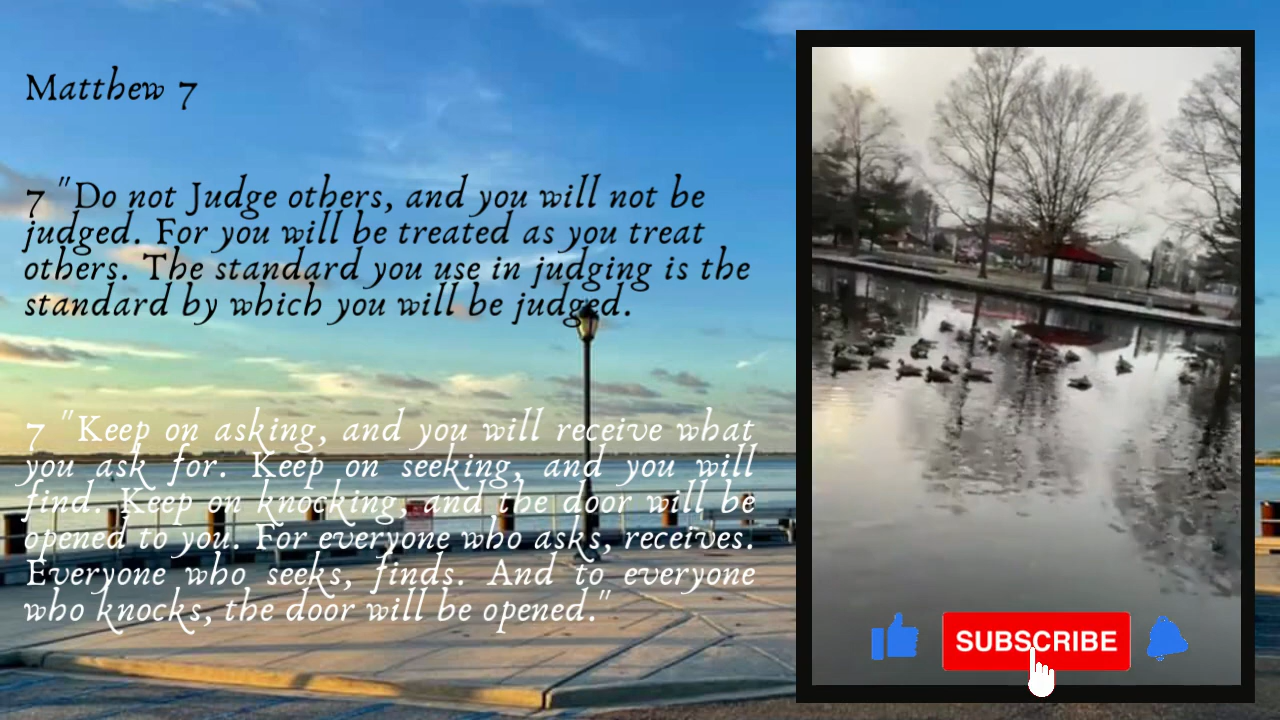 Matthew 7
7 "Do not Judge others, and you will not be
judged. For you will be treated as you treat
others. The standard you use in judging is the
standard by which you will be judged.
7 "Keep on asking, and you will receive what
you ask for. Keep on seeking, and you will
find. Keep on knocking, and the door will be
opened to you. For everyone who asks, receives.
Everyone who seeks, finds. And to everyone
who knocks, the door will be opened."
SUBSCRIBE